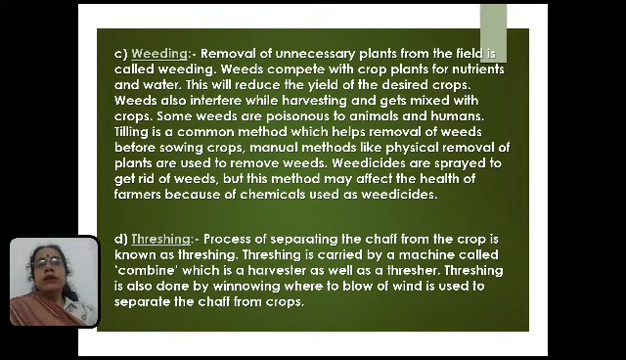 c) Weeding:- Removal of unnecessary plants from the field is
called weeding. Weeds compete with crop plants for nutrients
and water. This will reduce the yield of the desired crops.
Weeds also interfere while harvesting and gets mixed with
crops. Some weeds are poisonous to animals and humans.
Tilling is a common method which helps removal of weeds
before sowing crops, manual methods like physical removal of
plants are used to remove weeds. Weedicides are sprayed to
get rid of weeds, but this method may affect the health of
farmers because of chemicals used as weedicides.
d) Threshing:- Process of separating the chaff from the crop is
known as threshing. Threshing is carried by a machine called
‘combine’ which is a harvester as well as a thresher. Threshing
is also done by winnowing where to blow of wind is used to
separate the chaff from crops.